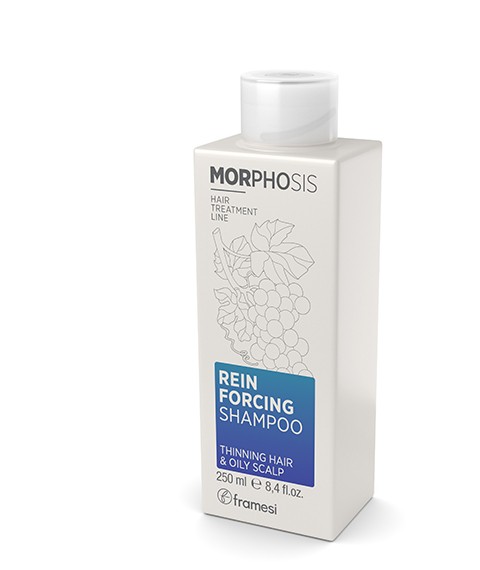 MORPHOSIS
HAIR
TREATMENT
LINE
REIN
FORCING
SHAMPOO
THINNING HAIR
& OILY SCALP
250 ml ℮ 8,4 fl.oz.
framesi